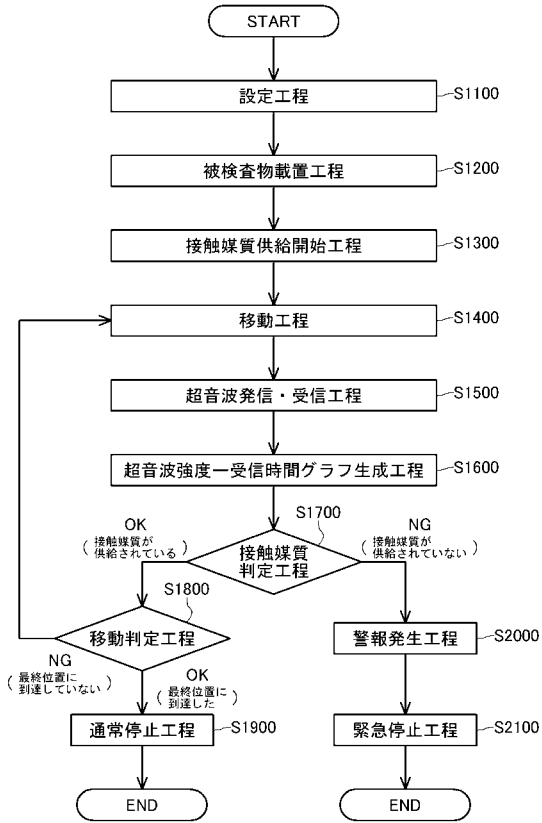 START
設定工程
S1100
被検査物載置工程
S1200
接触媒質供給開始工程
S1300
移動工程
S1400
超音波発信・受信工程
S1500
超音波強度ー受信時間グラフ生成工程
S1600
S1700
接触媒質
判定工程
OK
(接触媒質が
供給されている)
NG
(接触媒質が
供給されていない)
S1800
移動判定工程
警報発生工程
S2000
NG
(最終位置に
到達していない)
OK
(最終位置に
到達した)
通常停止工程
S1900
緊急停止工程
S2100
END
END